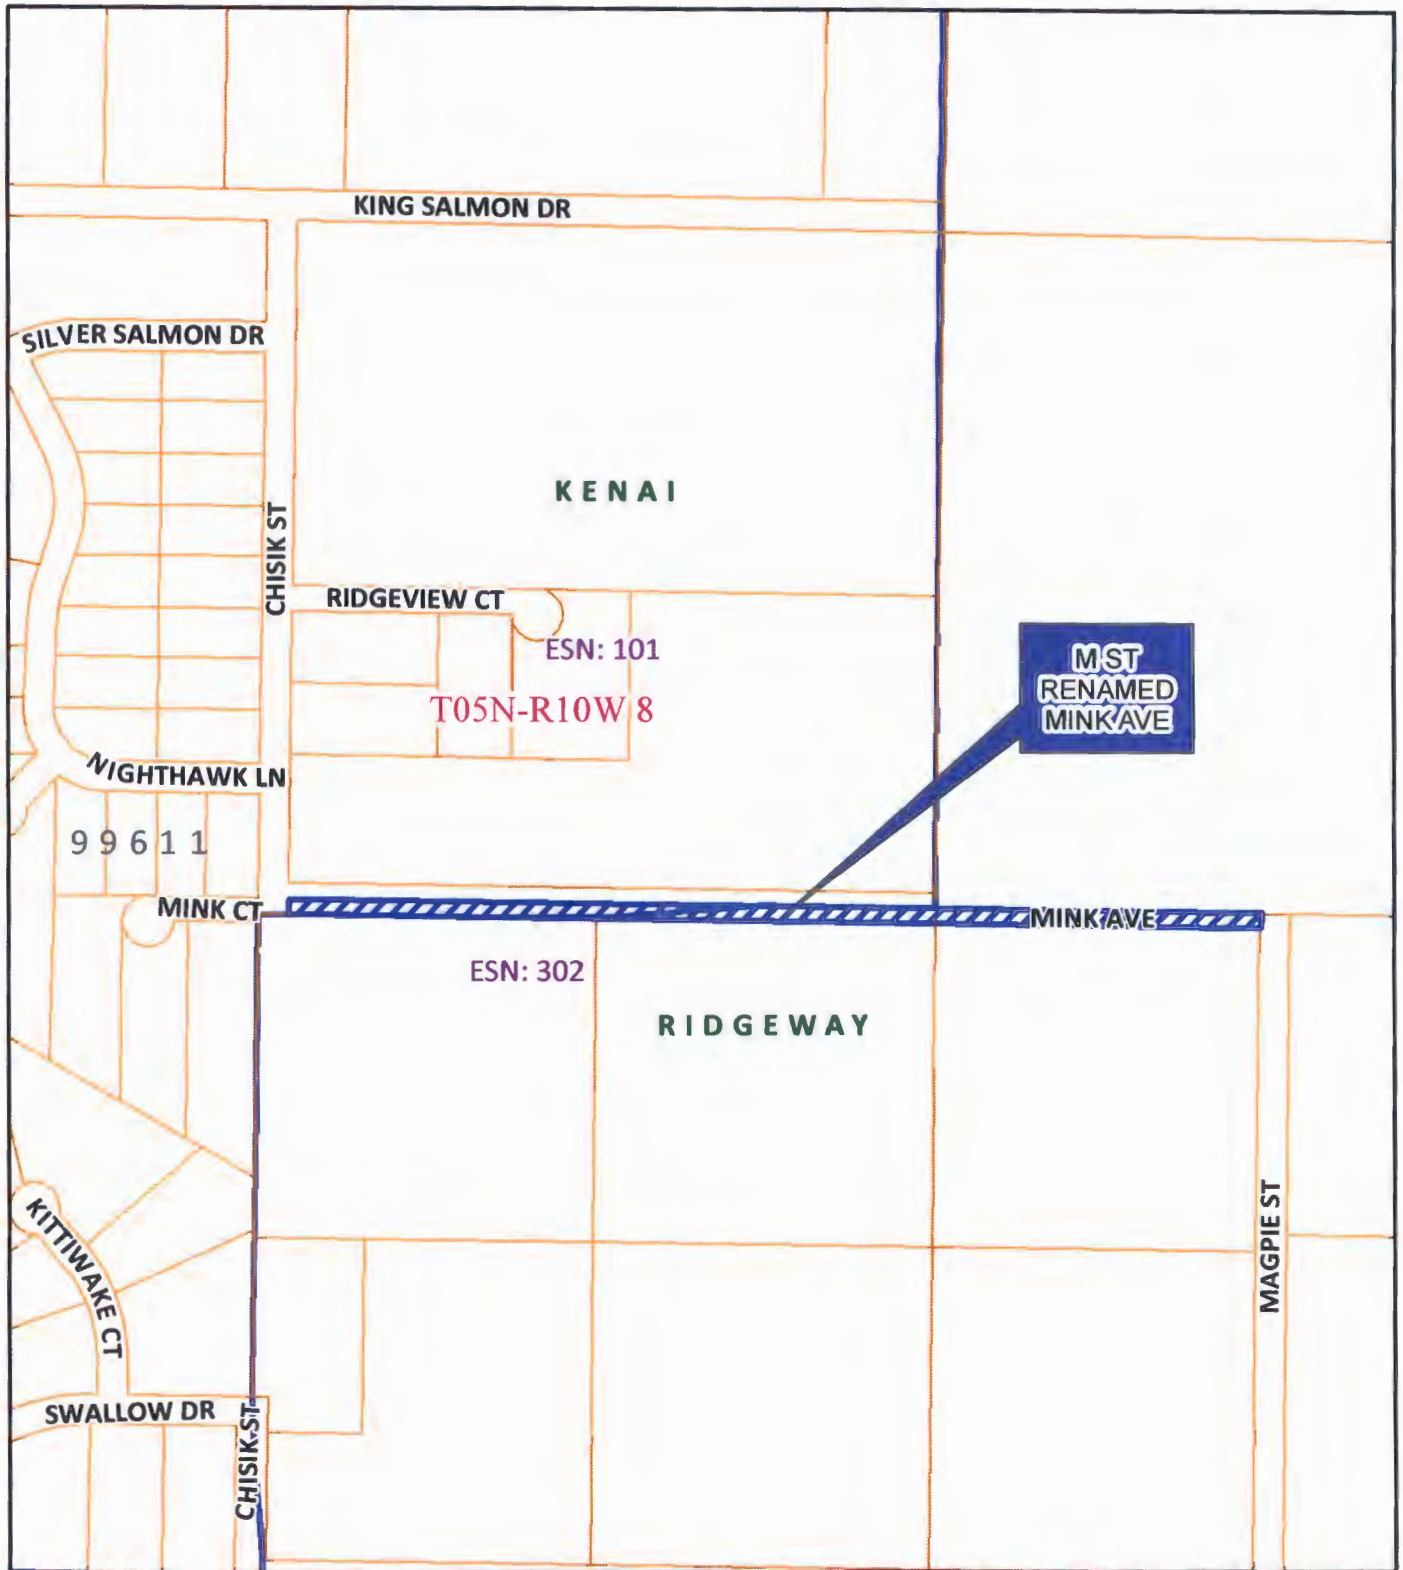 KING SALMON DR
SILVER SALMON DR
KENAI
CHISIK ST
RIDGEVIEW CT
ESN: 101
M ST
RENAMED
MINK AVE
T05N-R10W 8
NIGHTHAWK LN
99611
MINK CT
MINK AVE
ESN: 302
RIDGEWAY
KITTIWAKE CT
MAGPIE ST
SWALLOW DR
CHISIK ST